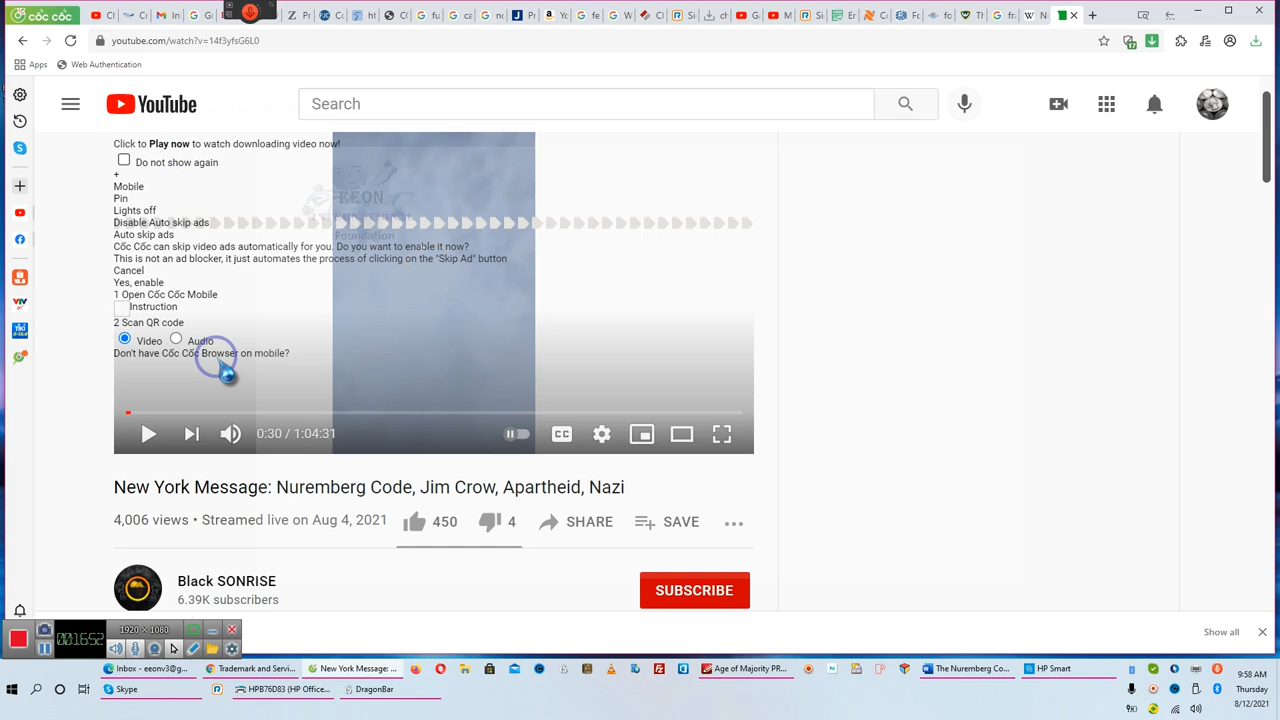 cốc cốc
youtube.com/watch?v=14f3yfsG6L0
Apps Web Authentication
YouTube
Search
Click to Play now to watch downloading video now!
Do not show again
+
Mobile
Pin
Lights off
Disable Auto skip ads
Auto skip ads
Foundation
Cốc Cốc can skip video ads automatically for you. Do you want to enable it now?
This is not an ad blocker, it just automates the process of clicking on the "Skip Ad" button
Cancel
Yes, enable
1 Open Cốc Cốc Mobile
Instruction
2 Scan QR code
Video Audio
Don't have Cốc Cốc Browser on mobile?
0:30 / 1:04:31
CC
New York Message: Nuremberg Code, Jim Crow, Apartheid, Nazi
4,006 views • Streamed live on Aug 4, 2021 450 4 SHARE SAVE
Black SONRISE
6.39K subscribers
SUBSCRIBE
1920 × 1080
00:16:52
Show all
Inbox - eeonv3@g... Trademark and Servi... New York Message: ... Age of Majority PR... The Nuremberg Co... HP Smart
Skype HPB76D83 (HP Office... DragonBar
9:58 AM
Thursday
8/12/2021